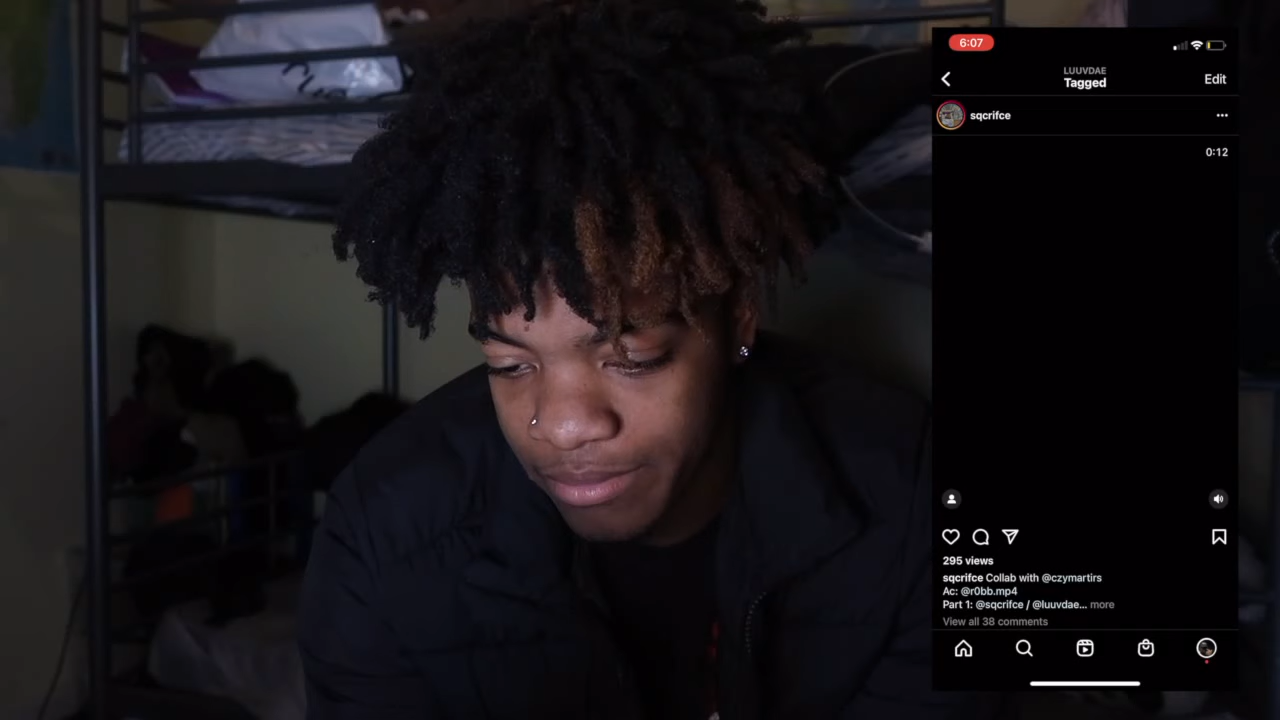 6:07
LUUVDAE
Tagged
Edit
sqcrifce
0:12
295 views
sqcrifce Collab with @czymartirs
Ac: @r0bb.mp4
Part 1: @sqcrifce / @luuvdae... more
View all 38 comments